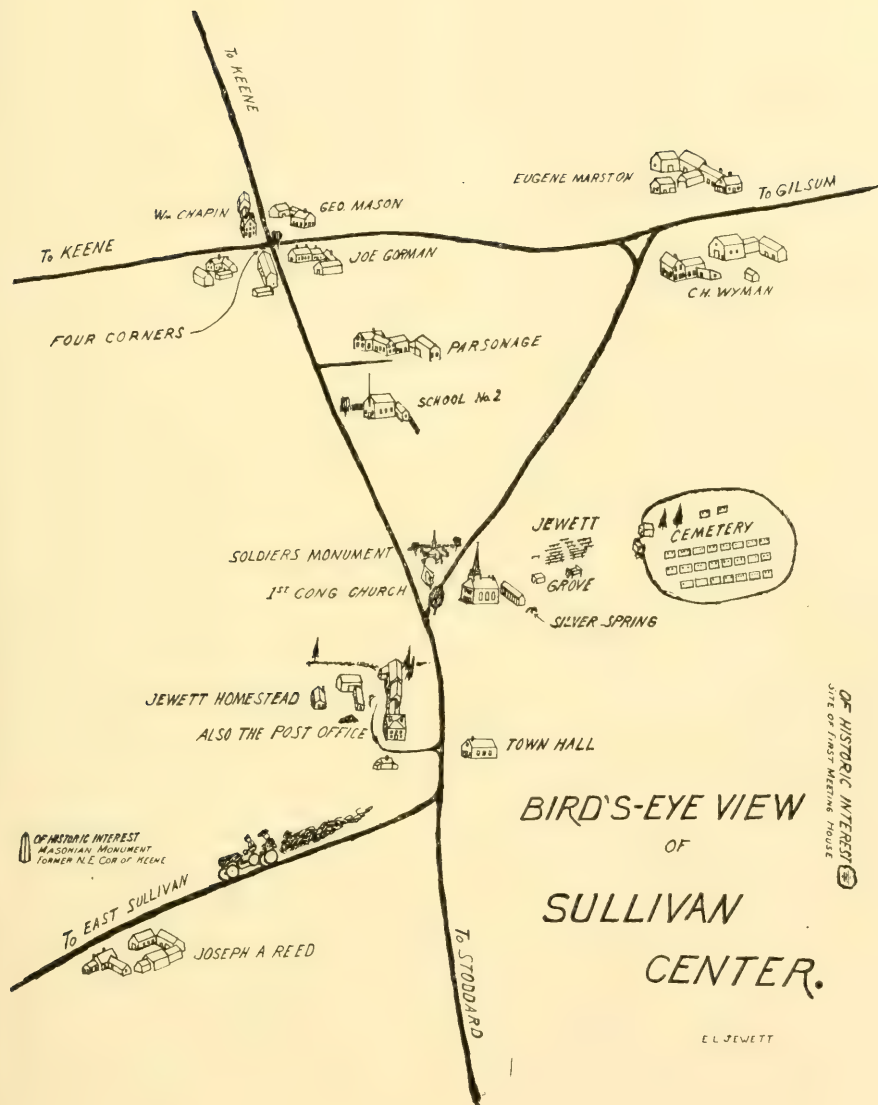 To KEENE
EUGENE MARSTON
To GILSUM
Wm CHAPIN
GEO. MASON
To KEENE
JOE GORMAN
C.H. WYMAN
FOUR CORNERS
PARSONAGE
SCHOOL No. 2
JEWETT
GROVE
CEMETERY
SOLDIERS MONUMENT
1ST CONG CHURCH
SILVER SPRING
JEWETT HOMESTEAD
ALSO THE POST OFFICE
TOWN HALL
OF HISTORIC INTEREST
SITE OF FIRST MEETING HOUSE
BIRD'S-EYE VIEW
OF
SULLIVAN
CENTER.
OF HISTORIC INTEREST
MASONIAN MONUMENT
FORMER N.E. COR OF KEENE
To EAST SULLIVAN
JOSEPH A REED
To STODDARD
E L JEWETT